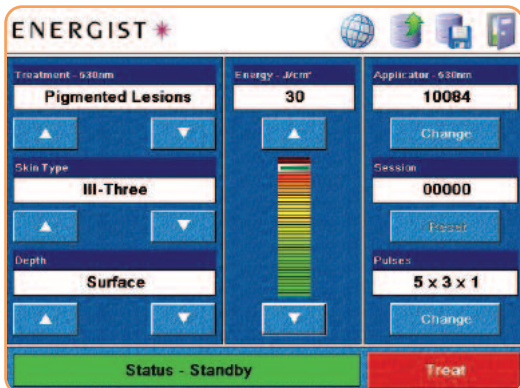 ENERGIST
Treatment - 530nm
Pigmented Lesions
Skin Type
III-Three
Depth
Surface
Energy - J/cm²
30
Applicator - 530nm
10084
Change
Session
00000
Reset
Pulses
5 x 3 x 1
Change
Status - Standby
Treat